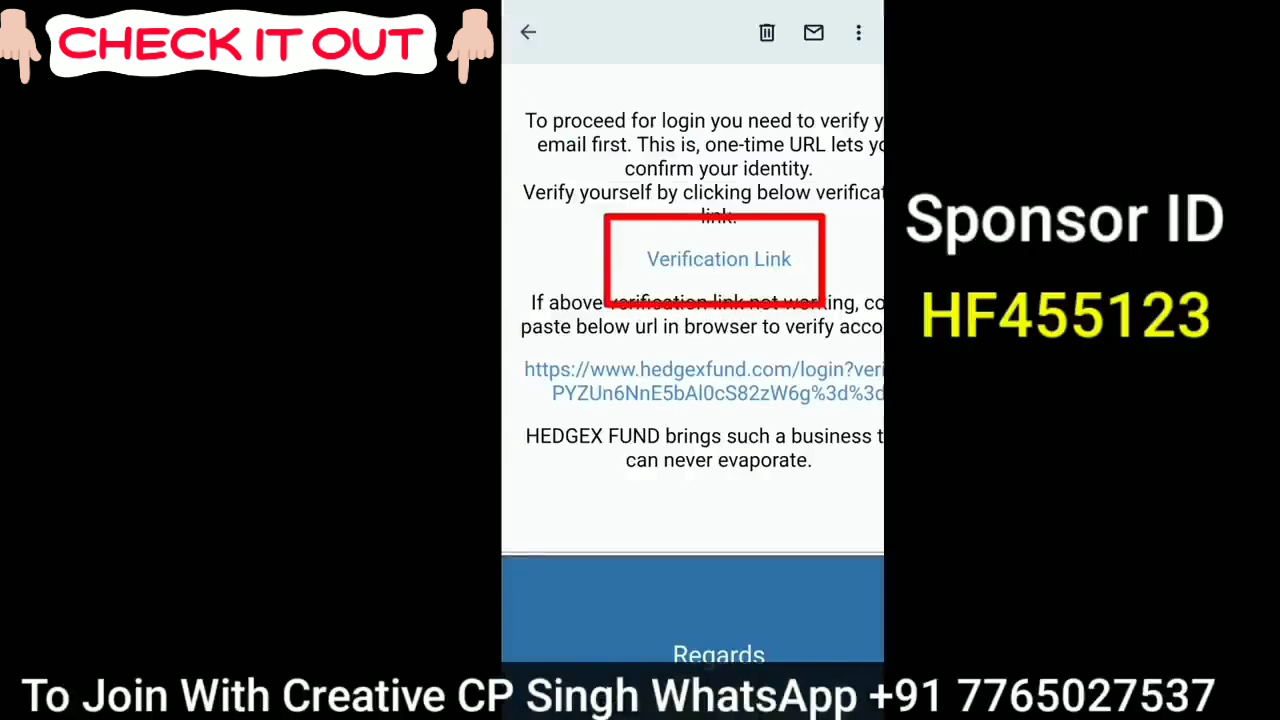 CHECK IT OUT
To proceed for login you need to verify y
email first. This is, one-time URL lets yo
confirm your identity.
Verify yourself by clicking below verificat
link.
Verification Link
If above verification link not working, co
paste below url in browser to verify acco
https://www.hedgexfund.com/login?veri
PYZUn6NnE5bAl0cS82zW6g%3d%3d
HEDGEX FUND brings such a business t
can never evaporate.
Regards
Sponsor ID
HF455123
To Join With Creative CP Singh WhatsApp +91 7765027537